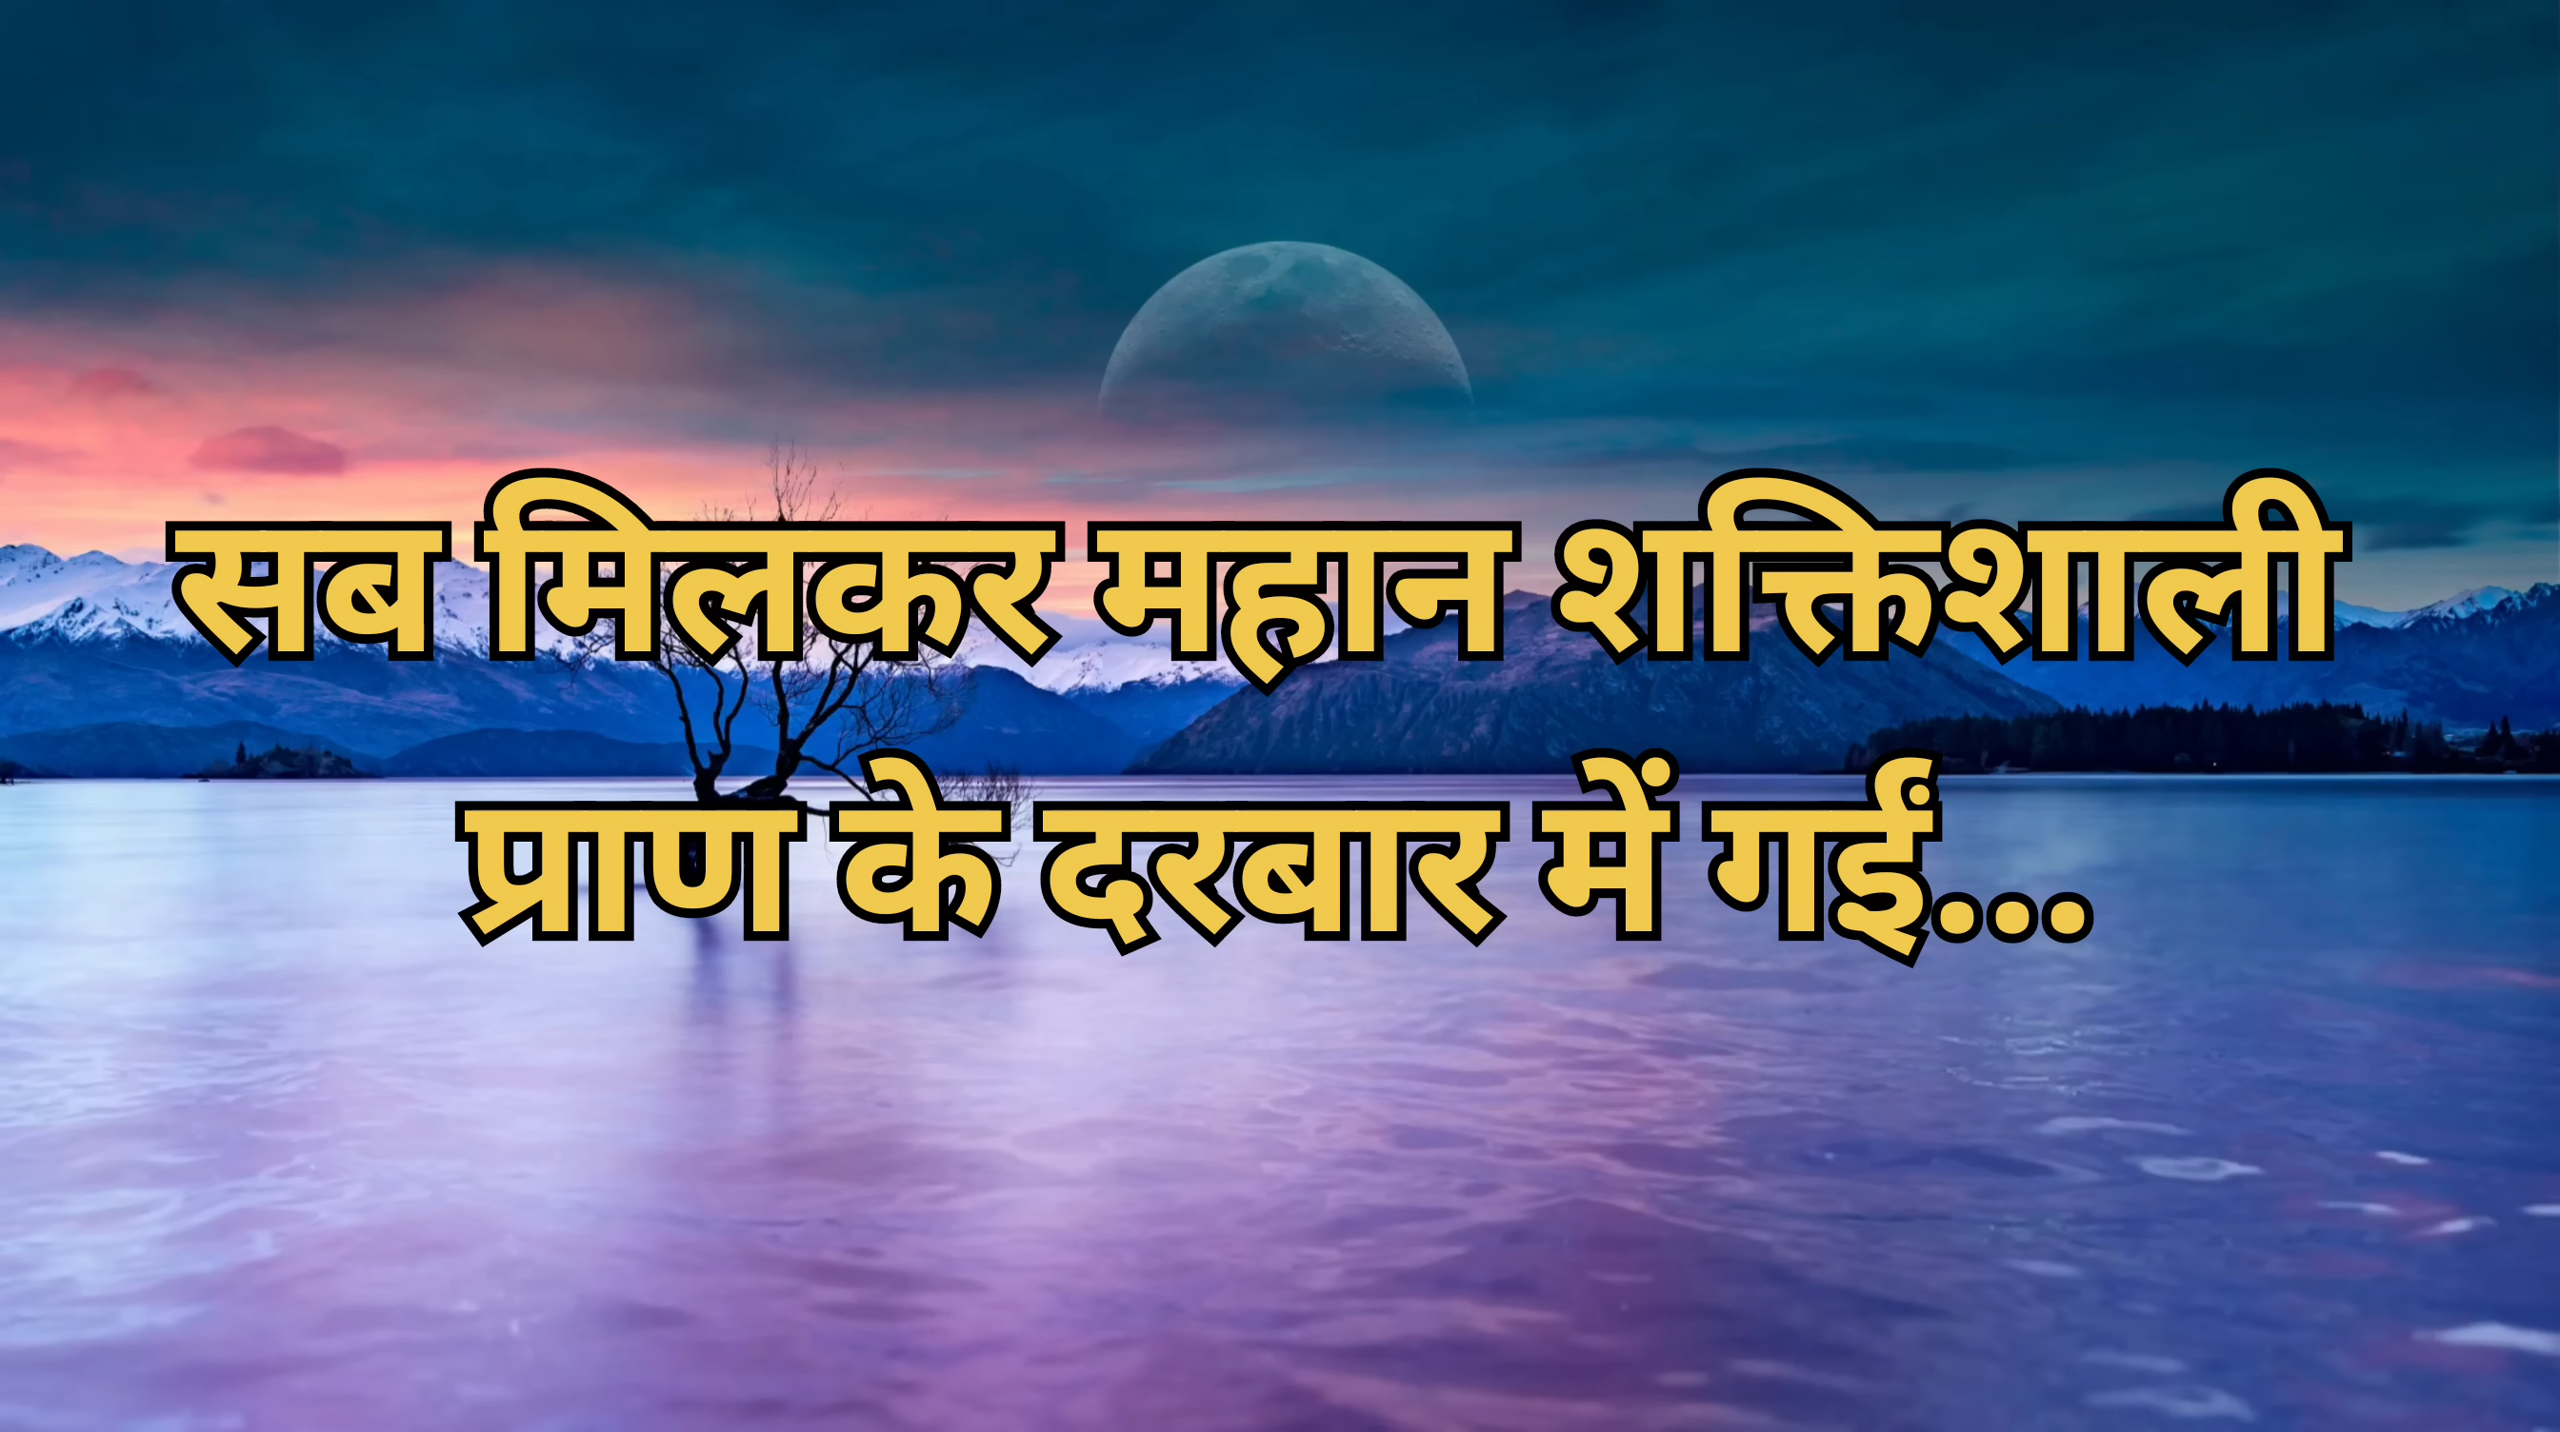 सब मिलकर महान शक्तिशाली
प्राण के दरबार में गईं...